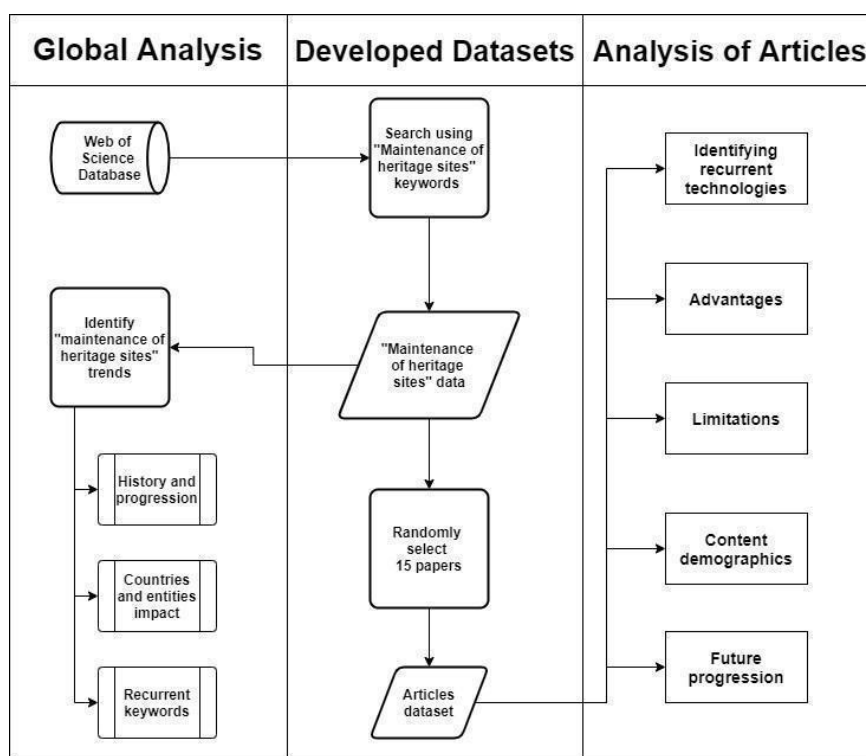 Global Analysis
Developed Datasets
Analysis of Articles
Web of
Science
Database
Search using
"Maintenance of
heritage sites"
keywords
Identifying
recurrent
technologies
Identify
"maintenance of
heritage sites"
trends
"Maintenance
of heritage
sites" data
Advantages
Limitations
History and
progression
Randomly
select
15 papers
Content
demographics
Countries
and entities
impact
Recurrent
keywords
Articles
dataset
Future
progression